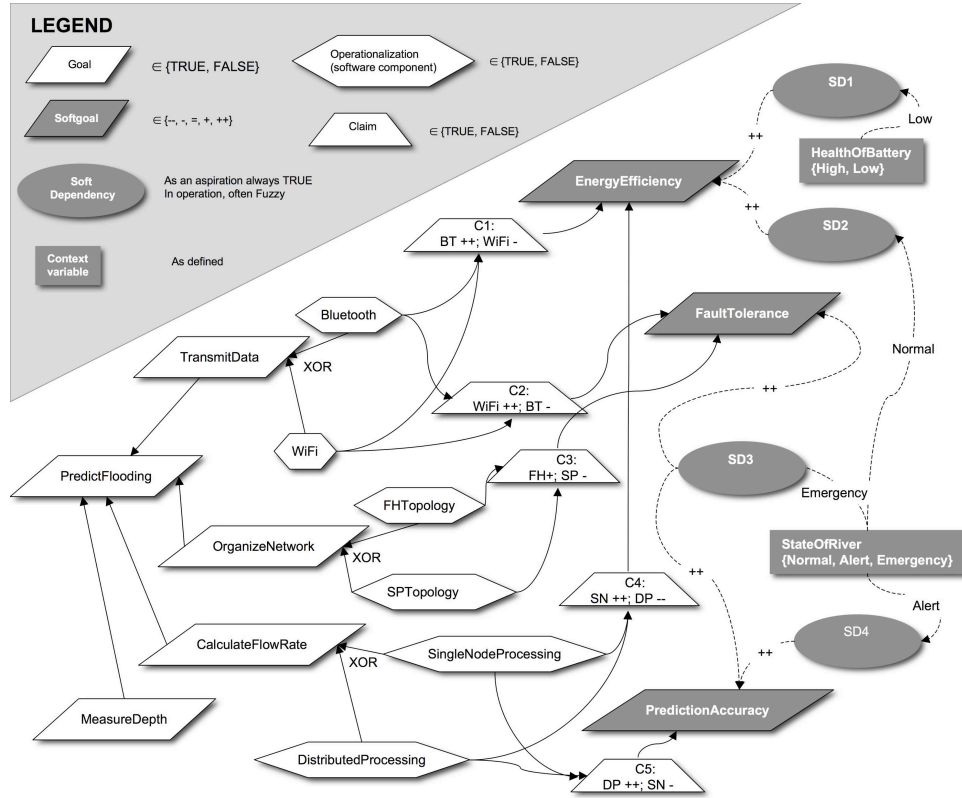 LEGEND
Goal
∈ {TRUE, FALSE}
Operationalization
(software component)
∈ {TRUE, FALSE}
Softgoal
∈ {--, -, =, +, ++}
Claim
∈ {TRUE, FALSE}
Soft
Dependency
As an aspiration always TRUE
In operation, often Fuzzy
Context
variable
As defined
SD1
Low
++
HealthOfBattery
{High, Low}
EnergyEfficiency
++
SD2
C1:
BT ++; WiFi -
Bluetooth
FaultTolerance
TransmitData
XOR
Normal
++
C2:
WiFi ++; BT -
WiFi
PredictFlooding
C3:
FH+; SP -
SD3
Emergency
FHTopology
OrganizeNetwork
XOR
StateOfRiver
{Normal, Alert, Emergency}
++
SPTopology
C4:
SN ++; DP --
Alert
SD4
CalculateFlowRate
XOR
SingleNodeProcessing
++
MeasureDepth
PredictionAccuracy
DistributedProcessing
C5:
DP ++; SN -